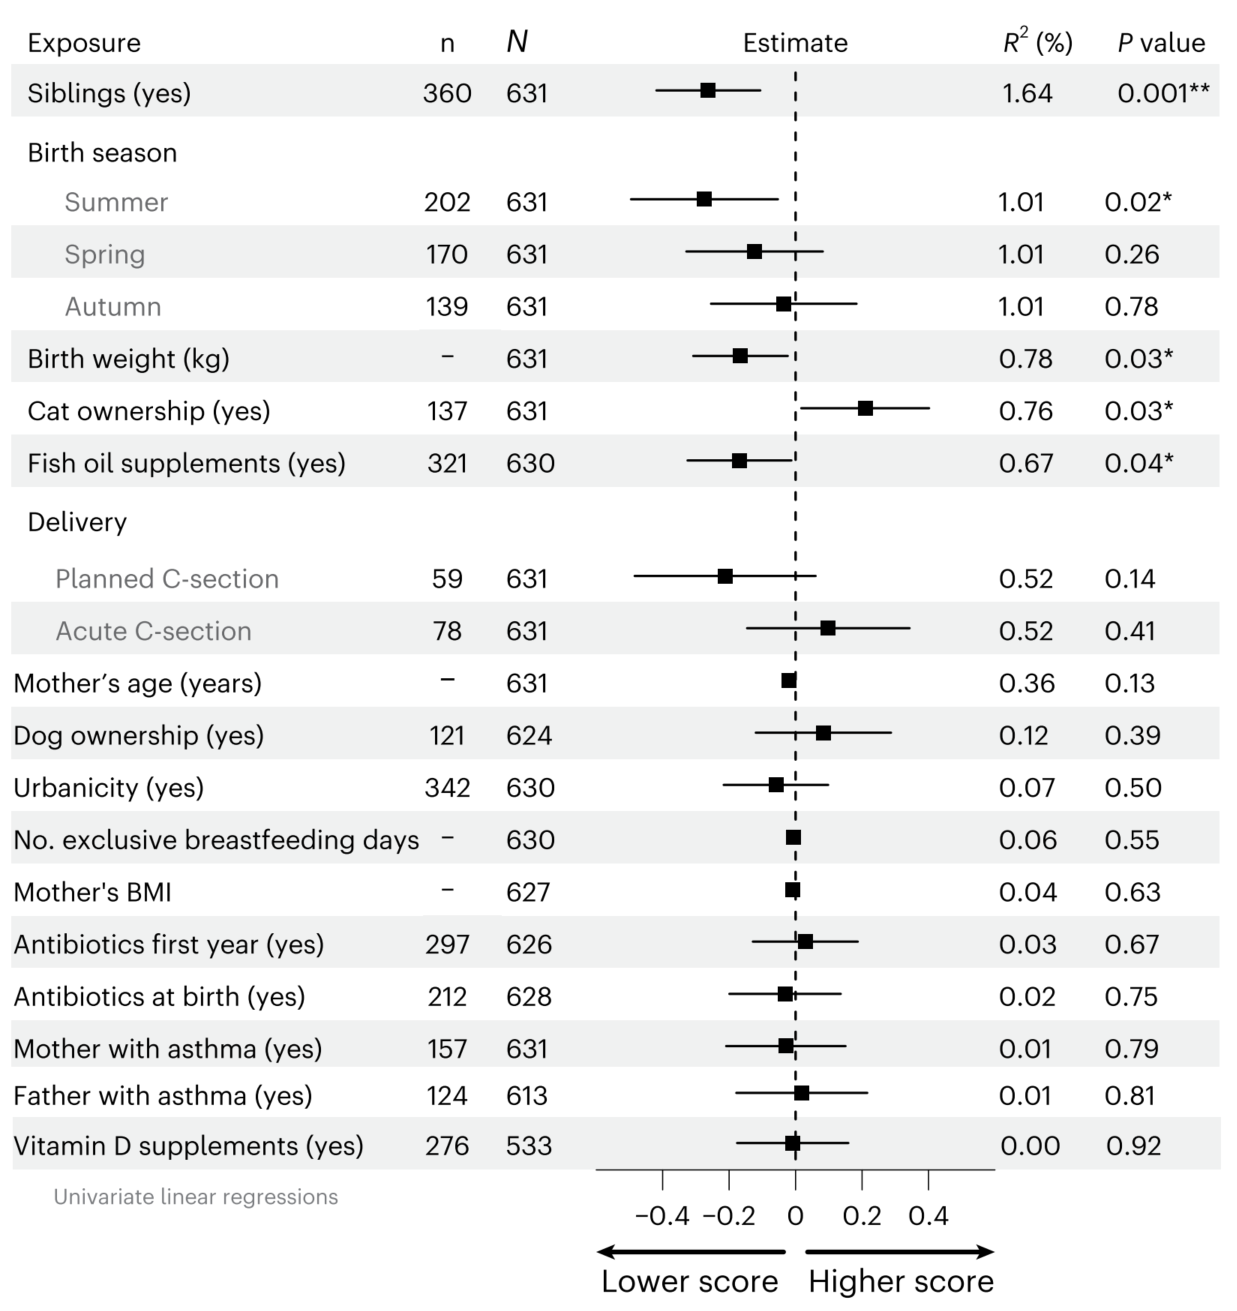 Exposure n N Estimate R² (%) P value
Siblings (yes) 360 631 1.64 0.001**
Birth season
Summer 202 631 1.01 0.02*
Spring 170 631 1.01 0.26
Autumn 139 631 1.01 0.78
Birth weight (kg) – 631 0.78 0.03*
Cat ownership (yes) 137 631 0.76 0.03*
Fish oil supplements (yes) 321 630 0.67 0.04*
Delivery
Planned C-section 59 631 0.52 0.14
Acute C-section 78 631 0.52 0.41
Mother’s age (years) – 631 0.36 0.13
Dog ownership (yes) 121 624 0.12 0.39
Urbanicity (yes) 342 630 0.07 0.50
No. exclusive breastfeeding days – 630 0.06 0.55
Mother's BMI – 627 0.04 0.63
Antibiotics first year (yes) 297 626 0.03 0.67
Antibiotics at birth (yes) 212 628 0.02 0.75
Mother with asthma (yes) 157 631 0.01 0.79
Father with asthma (yes) 124 613 0.01 0.81
Vitamin D supplements (yes) 276 533 0.00 0.92
Univariate linear regressions
−0.4 −0.2 0 0.2 0.4
Lower score Higher score